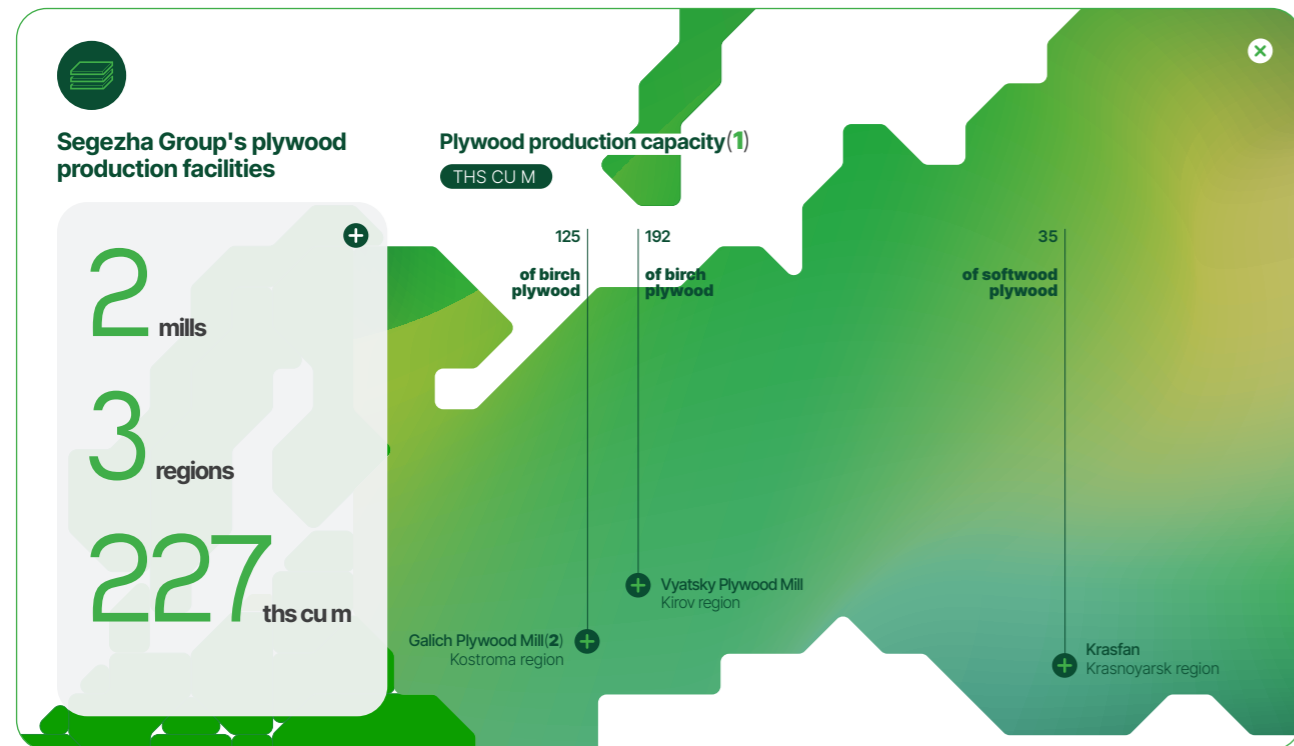 Segezha Group's plywood
production facilities
2 mills
3 regions
227 ths cu m
Plywood production capacity(1)
THS CU M
125
of birch
plywood
192
of birch
plywood
35
of softwood
plywood
Vyatsky Plywood Mill
Kirov region
Galich Plywood Mill(2)
Kostroma region
Krasfan
Krasnoyarsk region